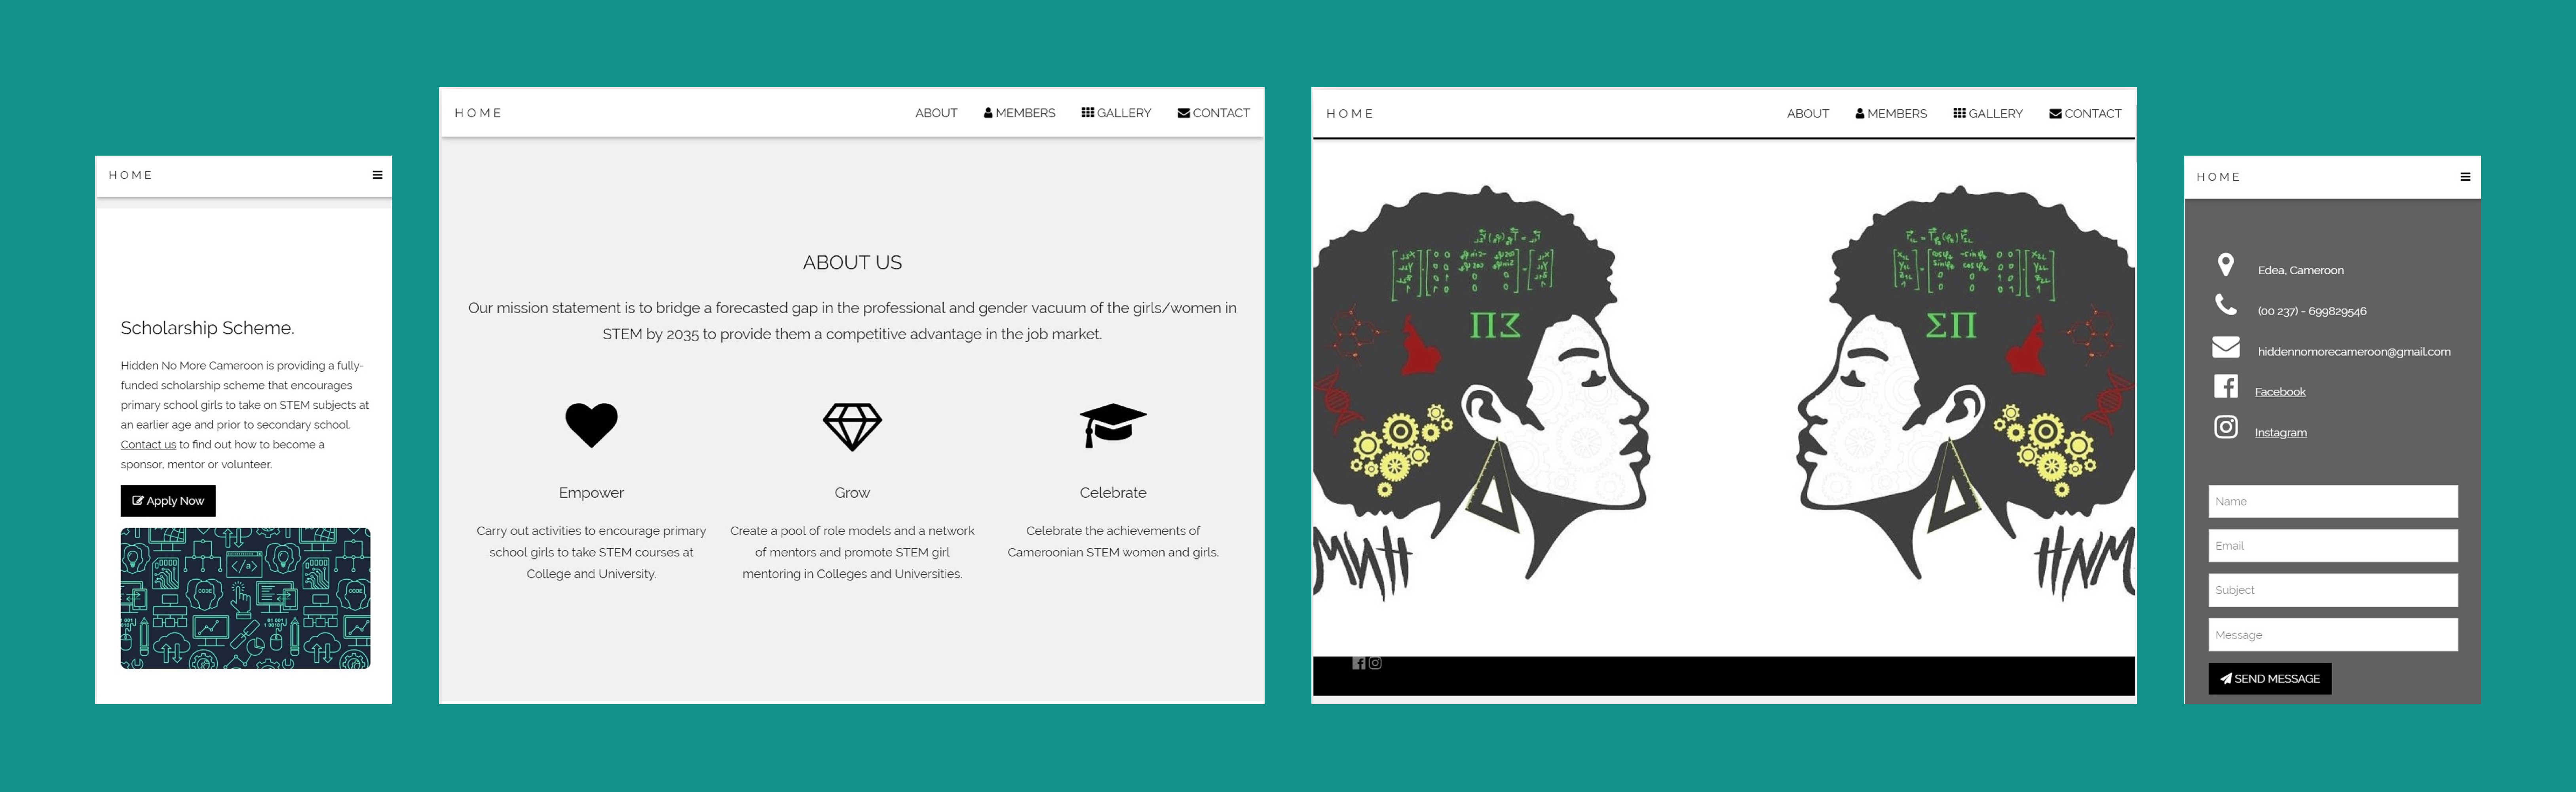 HOME
Scholarship Scheme.
Hidden No More Cameroon is providing a fully-
funded scholarship scheme that encourages
primary school girls to take on STEM subjects at
an earlier age and prior to secondary school.
Contact us to find out how to become a
sponsor, mentor or volunteer.
Apply Now
</a>
CODE
CODE
HOME ABOUT MEMBERS GALLERY CONTACT
ABOUT US
Our mission statement is to bridge a forecasted gap in the professional and gender vacuum of the girls/women in
STEM by 2035 to provide them a competitive advantage in the job market.
Empower
Carry out activities to encourage primary
school girls to take STEM courses at
College and University.
Grow
Create a pool of role models and a network
of mentors and promote STEM girl
mentoring in Colleges and Universities.
Celebrate
Celebrate the achievements of
Cameroonian STEM women and girls.
HOME ABOUT MEMBERS GALLERY CONTACT
ΣΠ
HNM
HOME
Edea, Cameroon
(00 237) - 699829546
hiddennomorecameroon@gmail.com
Facebook
Instagram
Name
Email
Subject
Message
SEND MESSAGE